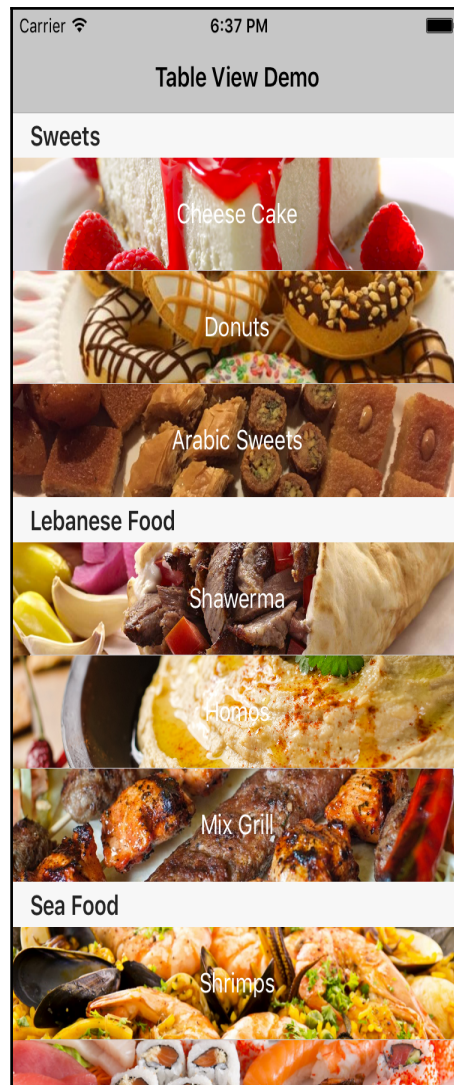 Carrier 6:37 PM
Table View Demo
Sweets
Cheese Cake
Donuts
Arabic Sweets
Lebanese Food
Shawerma
Homos
Mix Grill
Sea Food
Shrimps